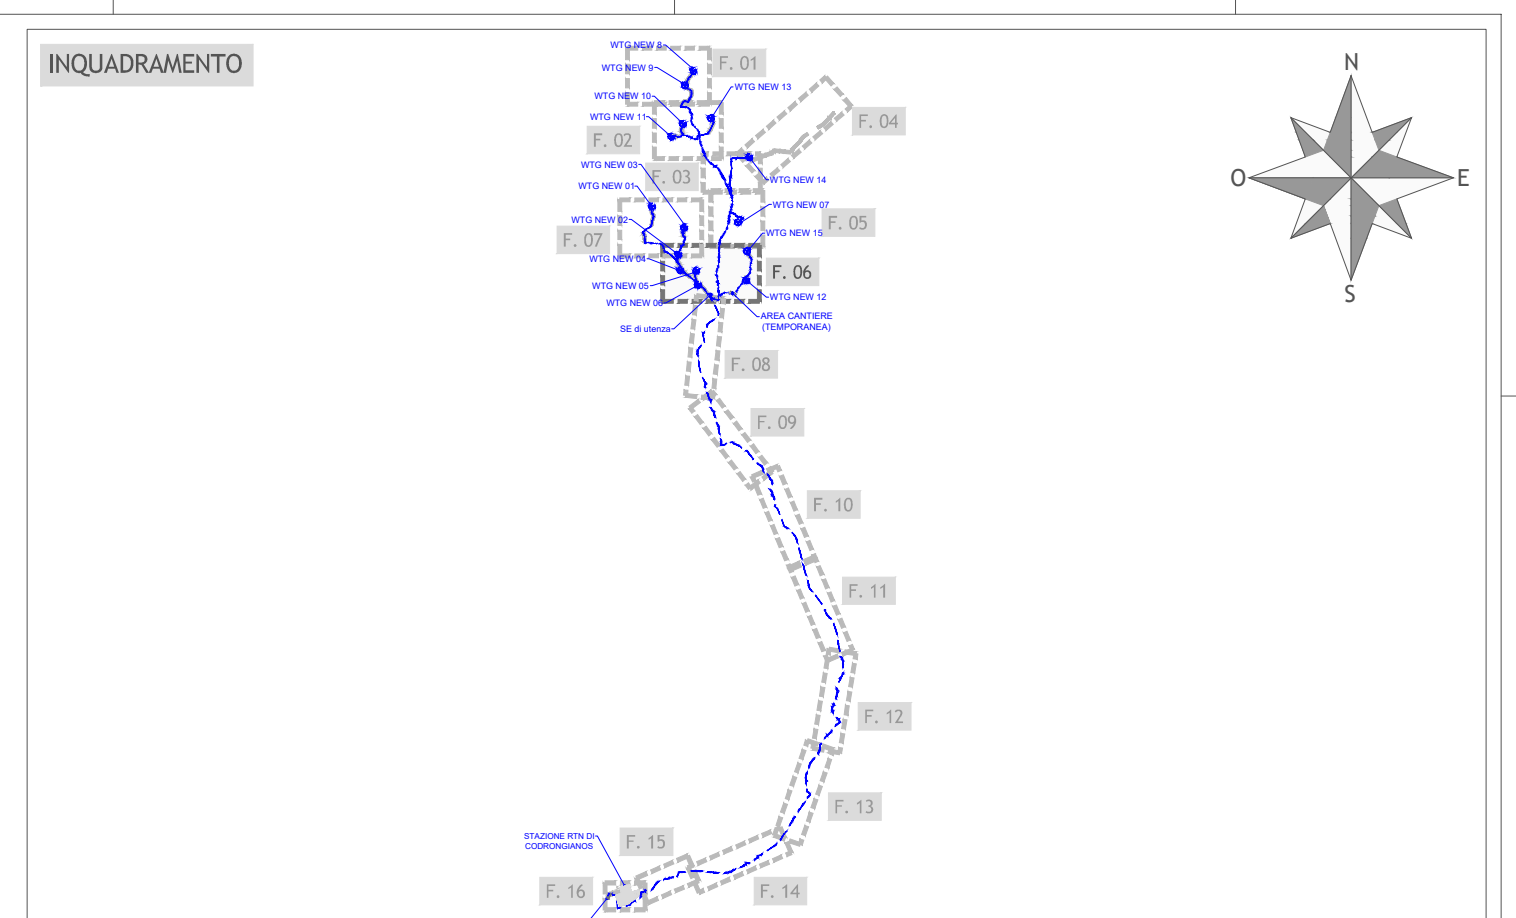 INQUADRAMENTO
WTG NEW 8
F. 01
WTG NEW 9
WTG NEW 13
WTG NEW 10
WTG NEW 11
F. 02
F. 04
WTG NEW 03
F. 03
WTG NEW 14
WTG NEW 01
WTG NEW 07
WTG NEW 02
F. 05
WTG NEW 15
F. 07
WTG NEW 04
F. 06
WTG NEW 05
WTG NEW 12
WTG NEW 06
AREA CANTIERE
(TEMPORANEA)
SE di utenza
F. 08
F. 09
F. 10
F. 11
F. 12
F. 13
STAZIONE RTN DI
CODRONGIANOS
F. 15
F. 16
F. 14
N
O
E
S